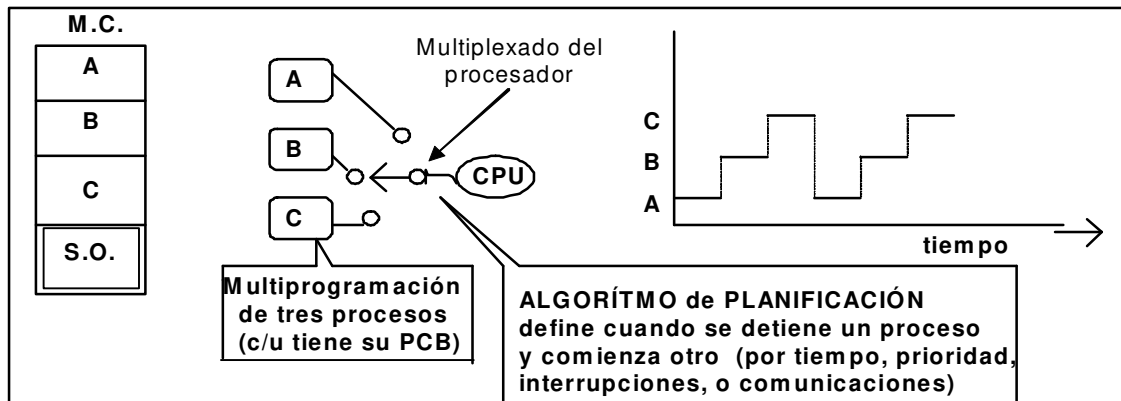 M.C.
A
B
C
S.O.
A
B
C
Multiplexado del
procesador
CPU
C
B
A
tiempo
Multiprogramación
de tres procesos
(c/u tiene su PCB)
ALGORÍTMO de PLANIFICACIÓN
define cuando se detiene un proceso
y comienza otro (por tiempo, prioridad,
interrupciones, o comunicaciones)